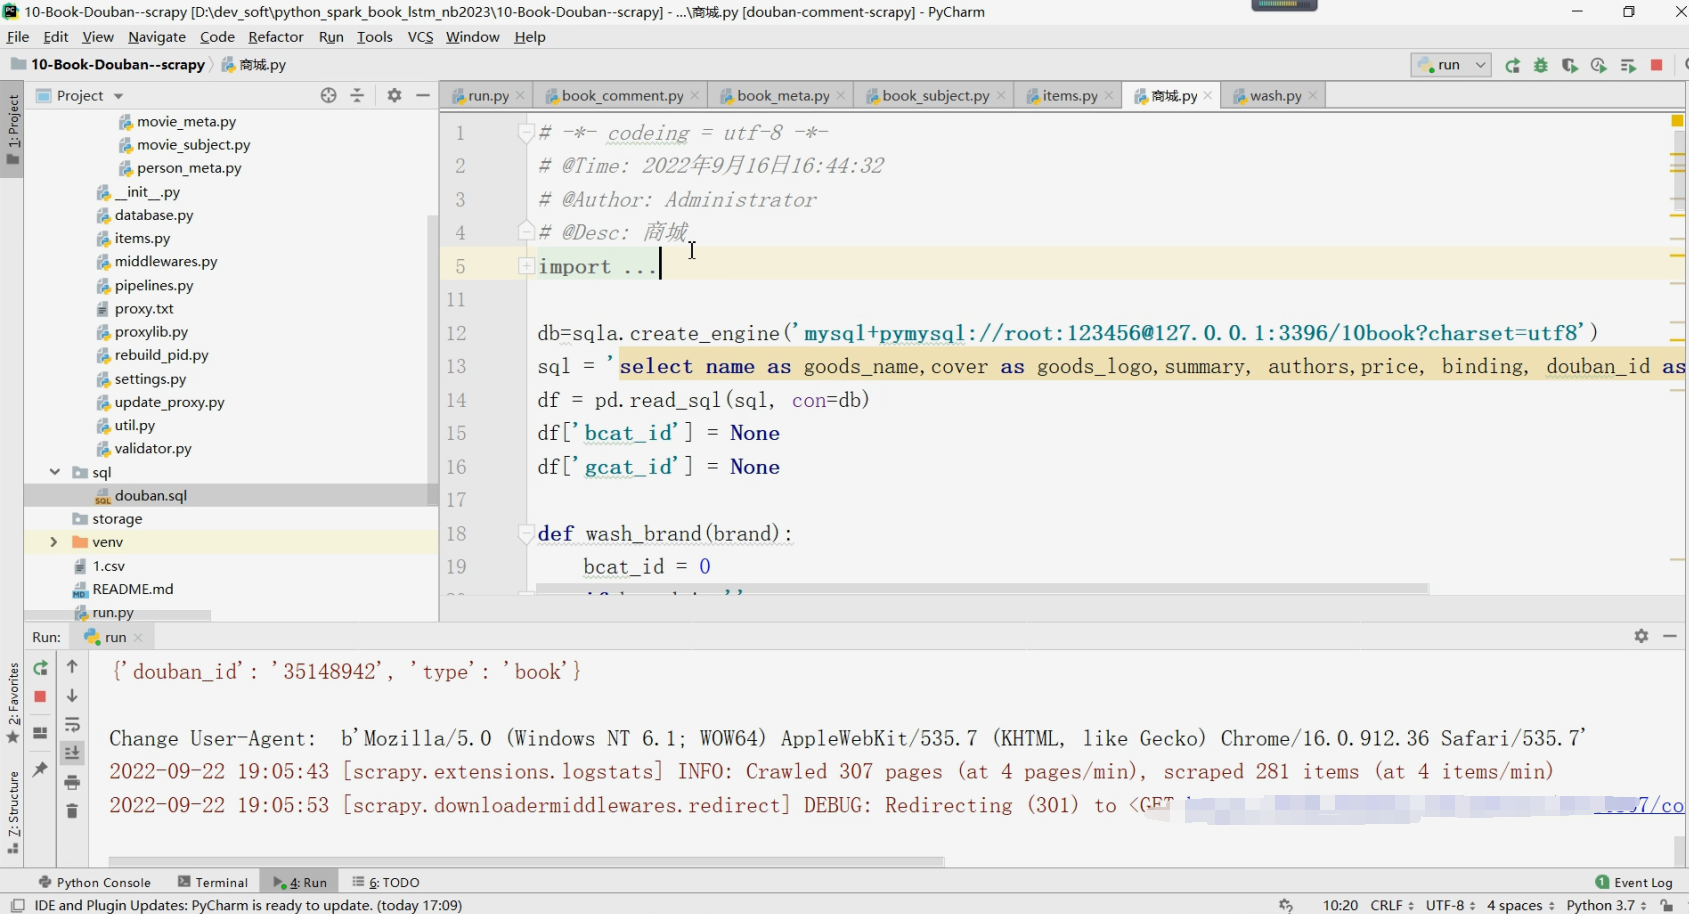 10-Book-Douban--scrapy [D:\dev_soft\python_spark_book_lstm_nb2023\10-Book-Douban--scrapy] - ...\商城.py [douban-comment-scrapy] - PyCharm
File Edit View Navigate Code Refactor Run Tools VCS Window Help
10-Book-Douban--scrapy 商城.py run
Project run.py book_comment.py book_meta.py book_subject.py items.py 商城.py wash.py
1: Project
movie_meta.py
movie_subject.py
person_meta.py
__init__.py
database.py
items.py
middlewares.py
pipelines.py
proxy.txt
proxylib.py
rebuild_pid.py
settings.py
update_proxy.py
util.py
validator.py
sql
douban.sql
storage
venv
1.csv
README.md
run.py
1 # -*- codeing = utf-8 -*-
2 # @Time: 2022年9月16日16:44:32
3 # @Author: Administrator
4 # @Desc: 商城
5 import ...
11
12 db=sqla.create_engine('mysql+pymysql://root:123456@127.0.0.1:3396/10book?charset=utf8')
13 sql = 'select name as goods_name,cover as goods_logo,summary, authors,price, binding, douban_id as
14 df = pd.read_sql(sql, con=db)
15 df['bcat_id'] = None
16 df['gcat_id'] = None
17
18 def wash_brand(brand):
19 bcat_id = 0
Run: run
2: Favorites
Z: Structure
{'douban_id': '35148942', 'type': 'book'}
Change User-Agent: b'Mozilla/5.0 (Windows NT 6.1; WOW64) AppleWebKit/535.7 (KHTML, like Gecko) Chrome/16.0.912.36 Safari/535.7'
2022-09-22 19:05:43 [scrapy.extensions.logstats] INFO: Crawled 307 pages (at 4 pages/min), scraped 281 items (at 4 items/min)
2022-09-22 19:05:53 [scrapy.downloadermiddlewares.redirect] DEBUG: Redirecting (301) to <GET 7/co
Python Console Terminal 4: Run 6: TODO Event Log
IDE and Plugin Updates: PyCharm is ready to update. (today 17:09) 10:20 CRLF UTF-8 4 spaces Python 3.7